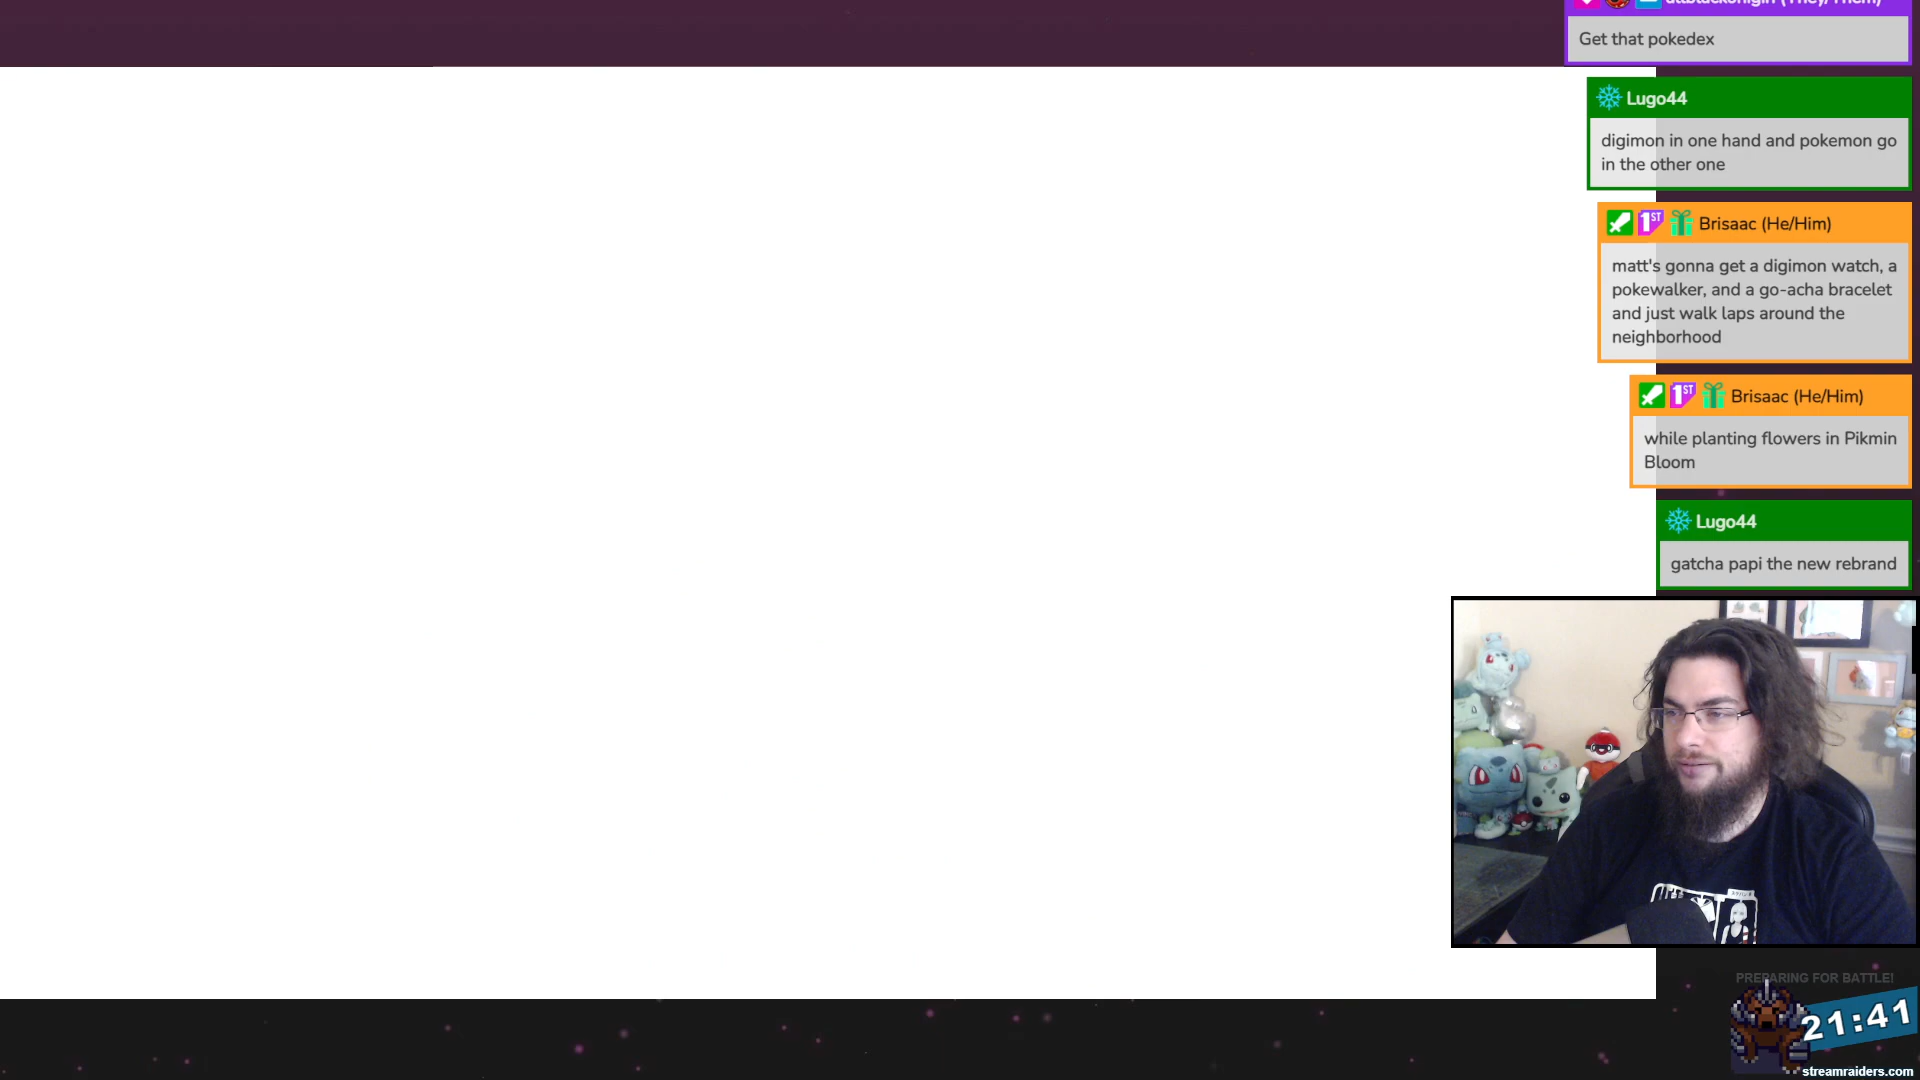 Get that pokedex
Lugo44
digimon in one hand and pokemon go
in the other one
1ST Brisaac (He/Him)
matt's gonna get a digimon watch, a
pokewalker, and a go-acha bracelet
and just walk laps around the
neighborhood
1ST Brisaac (He/Him)
while planting flowers in Pikmin
Bloom
Lugo44
gatcha papi the new rebrand
PREPARING FOR BATTLE!
21:41
streamraiders.com